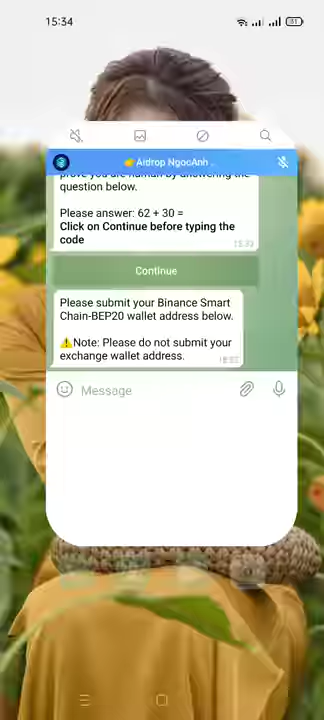 15:34
51
👉Aidrop NgocAnh ..
prove you are human by answering the
question below.
Please answer: 62 + 30 =
Click on Continue before typing the
code
15:33
Continue
Please submit your Binance Smart
Chain-BEP20 wallet address below.
⚠️Note: Please do not submit your
exchange wallet address.
Message